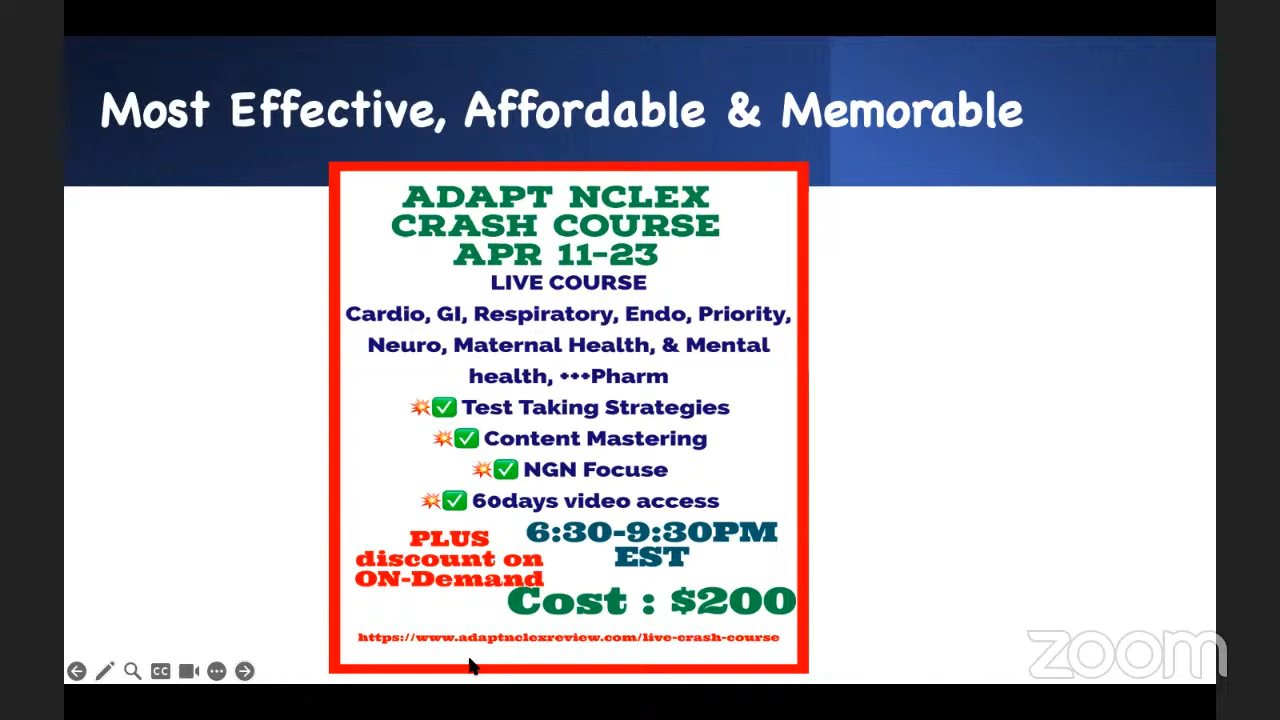 Most Effective, Affordable & Memorable
ADAPT NCLEX
CRASH COURSE
APR 11-23
LIVE COURSE
Cardio, GI, Respiratory, Endo, Priority,
Neuro, Maternal Health, & Mental
health, +++Pharm
💥✅ Test Taking Strategies
💥✅ Content Mastering
💥✅ NGN Focuse
💥✅ 60days video access
PLUS
discount on
ON-Demand
6:30-9:30PM
EST
Cost : $200
https://www.adaptnclexreview.com/live-crash-course
CC
zoom